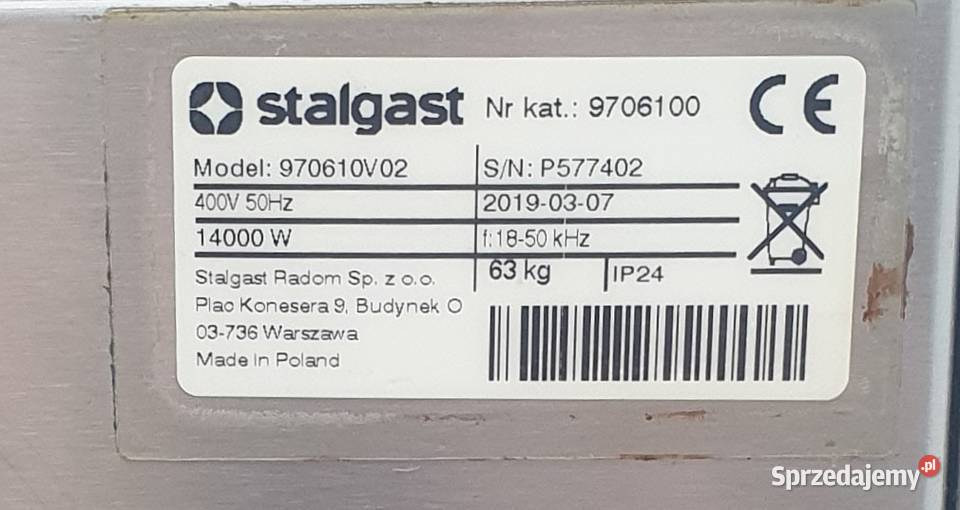 stalgast Nr kat.: 9706100 CE
Model: 970610V02 S/N: P577402
400V 50Hz 2019-03-07
14000 W f:18-50 kHz
63 kg IP24
Stalgast Radom Sp. z o.o.
Plac Konesera 9, Budynek O
03-736 Warszawa
Made in Poland
Sprzedajemy.pl